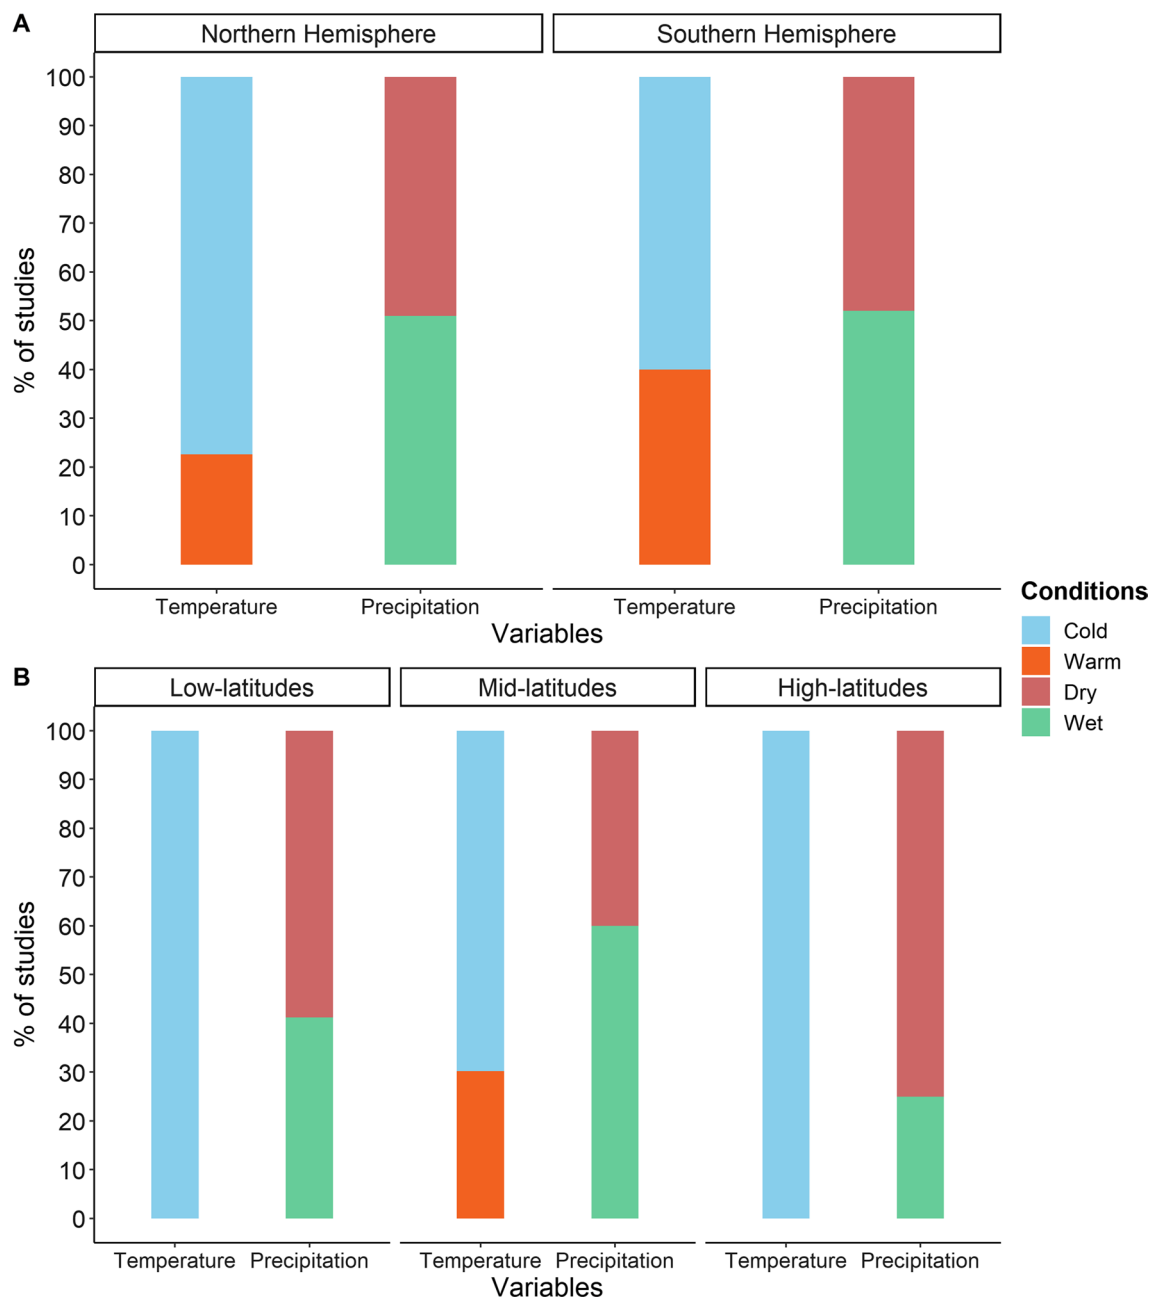 A
Northern Hemisphere
Southern Hemisphere
% of studies
100
90
80
70
60
50
40
30
20
10
0
Temperature
Precipitation
Temperature
Precipitation
Variables
Conditions
Cold
Warm
Dry
Wet
B
Low-latitudes
Mid-latitudes
High-latitudes
% of studies
100
90
80
70
60
50
40
30
20
10
0
Temperature
Precipitation
Temperature
Precipitation
Temperature
Precipitation
Variables